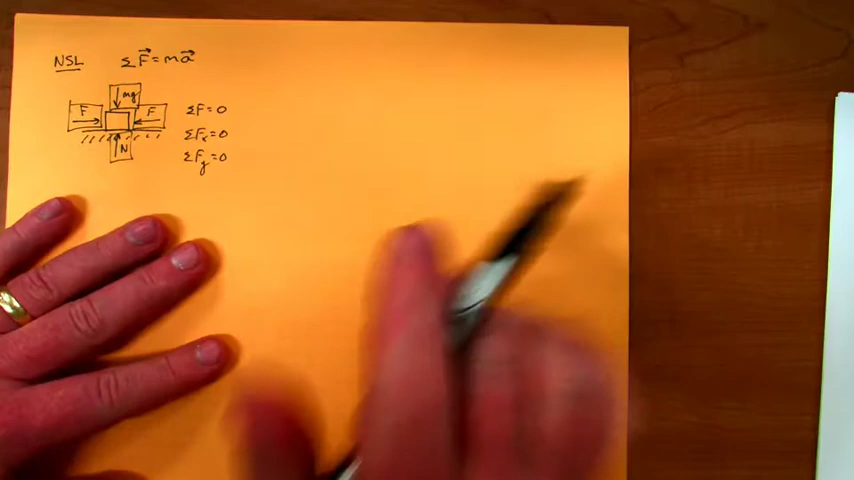 NSL ΣF⃗ = ma⃗
mg
F F
N
ΣF = 0
ΣFx = 0
ΣFy = 0